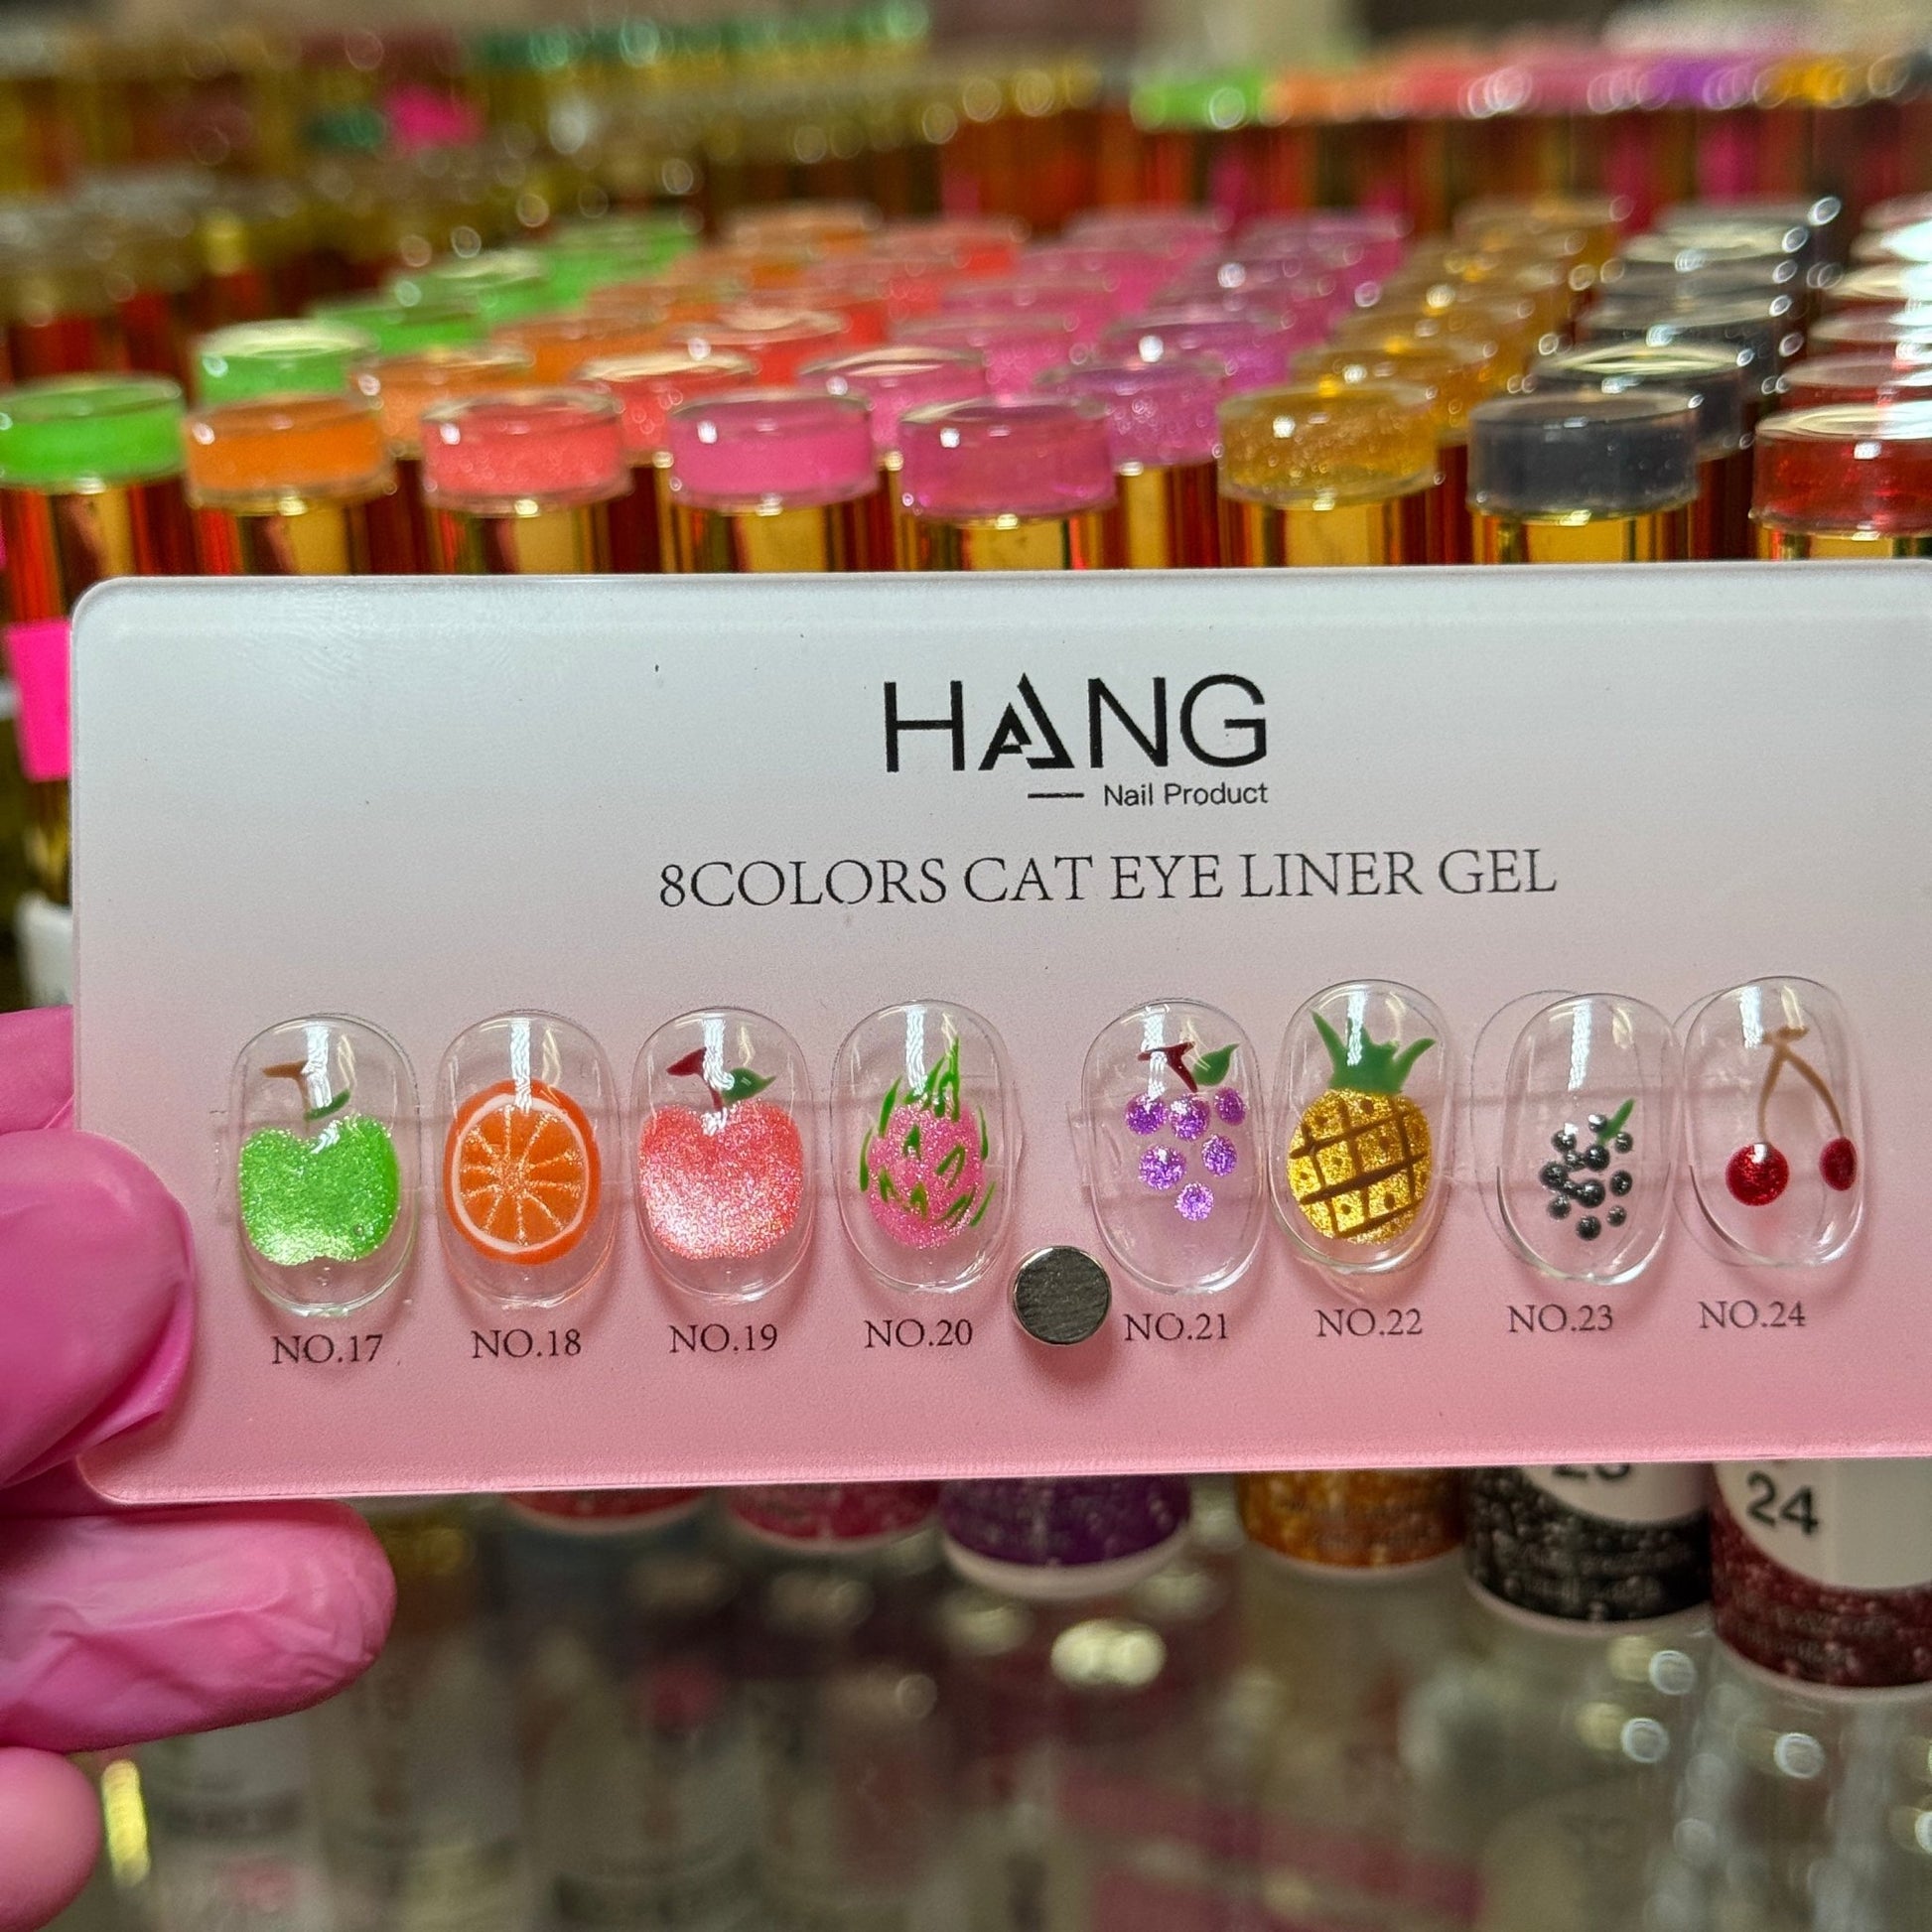 HANG
Nail Product
8COLORS CAT EYE LINER GEL
NO.17 NO.18 NO.19 NO.20 NO.21 NO.22 NO.23 NO.24
23
24